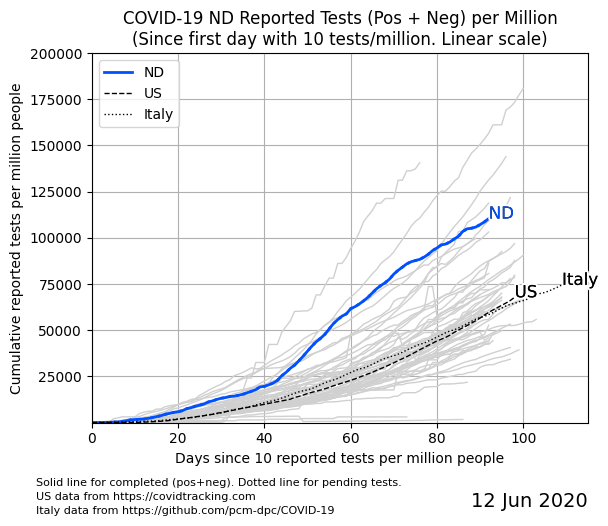 COVID-19 ND Reported Tests (Pos + Neg) per Million
(Since first day with 10 tests/million. Linear scale)
200000
175000
150000
125000
100000
75000
50000
25000
Cumulative reported tests per million people
ND
US
Italy
ND
Italy
US
0
20
40
60
80
100
Days since 10 reported tests per million people
Solid line for completed (pos+neg). Dotted line for pending tests.
US data from https://covidtracking.com
Italy data from https://github.com/pcm-dpc/COVID-19
12 Jun 2020